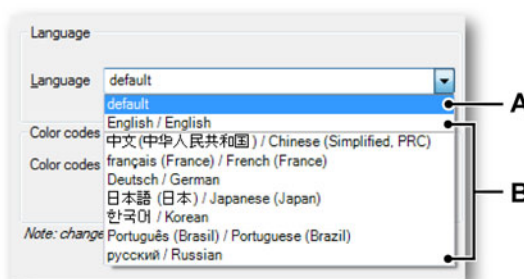 Language
Language default
default
A
English / English
中文(中华人民共和国) / Chinese (Simplified, PRC)
Color codes
français (France) / French (France)
Color codes
Deutsch / German
日本語 (日本) / Japanese (Japan)
B
한국어 / Korean
Note: change
Português (Brasil) / Portuguese (Brazil)
русский / Russian